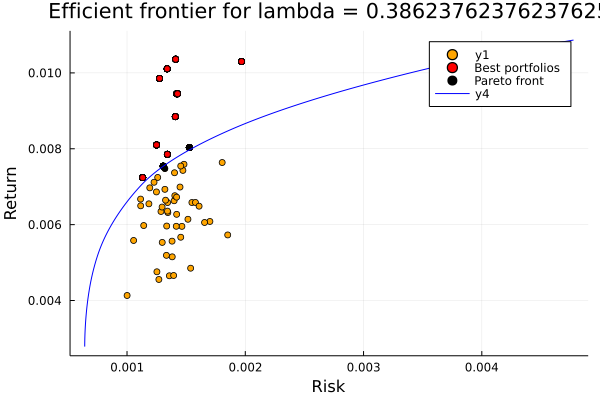 Efficient frontier for lambda = 0.3862376237623762
y1
Best portfolios
Pareto front
y4
0.010
0.008
0.006
0.004
Return
0.001
0.002
0.003
0.004
Risk